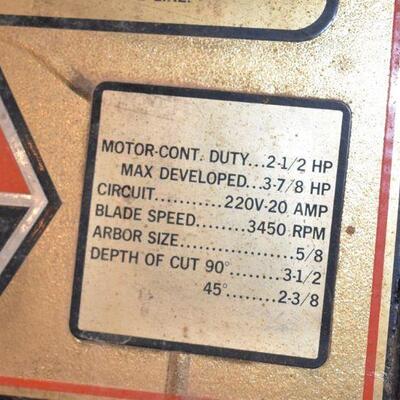 MOTOR-CONT. DUTY...2-1/2 HP
MAX DEVELOPED...3-7/8 HP
CIRCUIT...........220V-20 AMP
BLADE SPEED.......3450 RPM
ARBOR SIZE..................5/8
DEPTH OF CUT 90°........3-1/2
45°........2-3/8